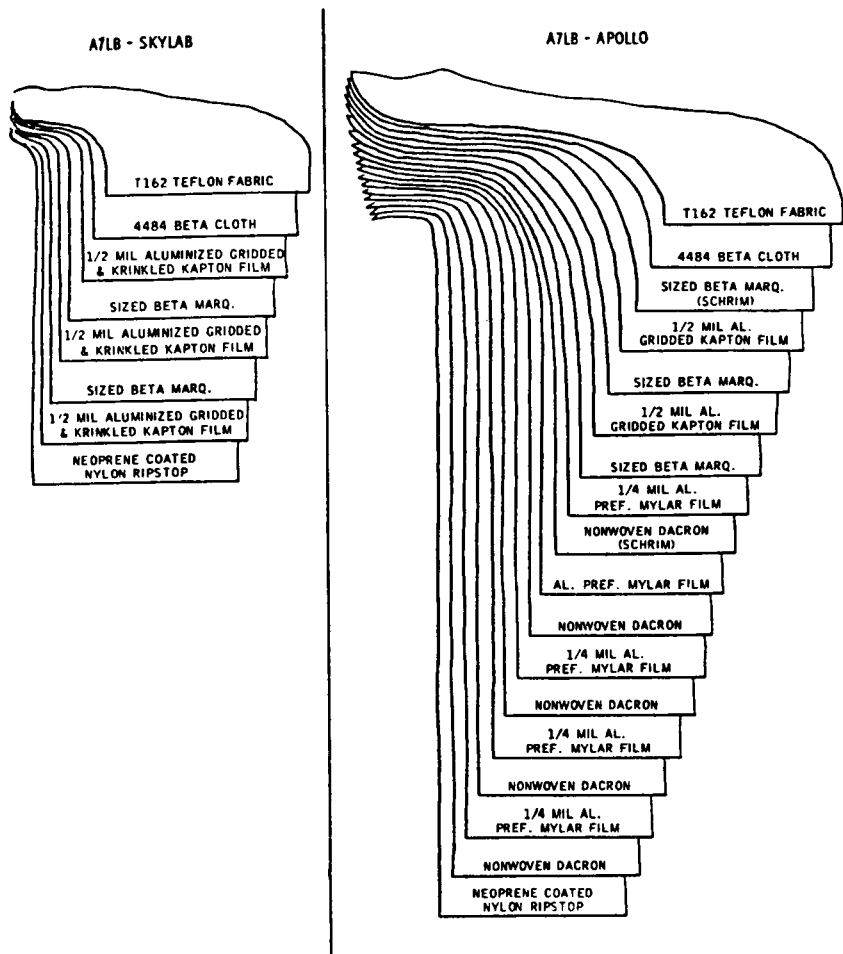 A7LB - SKYLAB
T162 TEFLON FABRIC
4484 BETA CLOTH
1/2 MIL ALUMINIZED GRIDDED
& KRINKLED KAPTON FILM
SIZED BETA MARQ.
1/2 MIL ALUMINIZED GRIDDED
& KRINKLED KAPTON FILM
SIZED BETA MARQ.
1'2 MIL ALUMINIZED GRIDDED
& KRINKLED KAPTON FILM
NEOPRENE COATED
NYLON RIPSTOP
A7LB - APOLLO
T162 TEFLON FABRIC
4484 BETA CLOTH
SIZED BETA MARQ.
(SCHRIM)
1/2 MIL AL.
GRIDDED KAPTON FILM
SIZED BETA MARQ.
1/2 MIL AL.
GRIDDED KAPTON FILM
SIZED BETA MARQ.
1/4 MIL AL.
PREF. MYLAR FILM
NONWOVEN DACRON
(SCHRIM)
AL. PREF. MYLAR FILM
NONWOVEN DACRON
1/4 MIL AL.
PREF. MYLAR FILM
NONWOVEN DACRON
1/4 MIL AL.
PREF. MYLAR FILM
NONWOVEN DACRON
1/4 MIL AL.
PREF. MYLAR FILM
NONWOVEN DACRON
NEOPRENE COATED
NYLON RIPSTOP